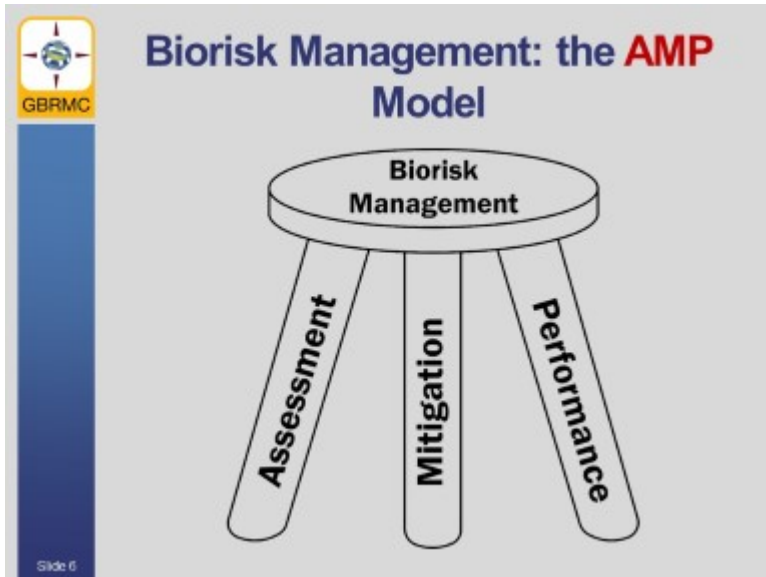 GBRMC
Biorisk Management: the AMP
Model
Biorisk
Management
Assessment
Mitigation
Performance
Slide 6